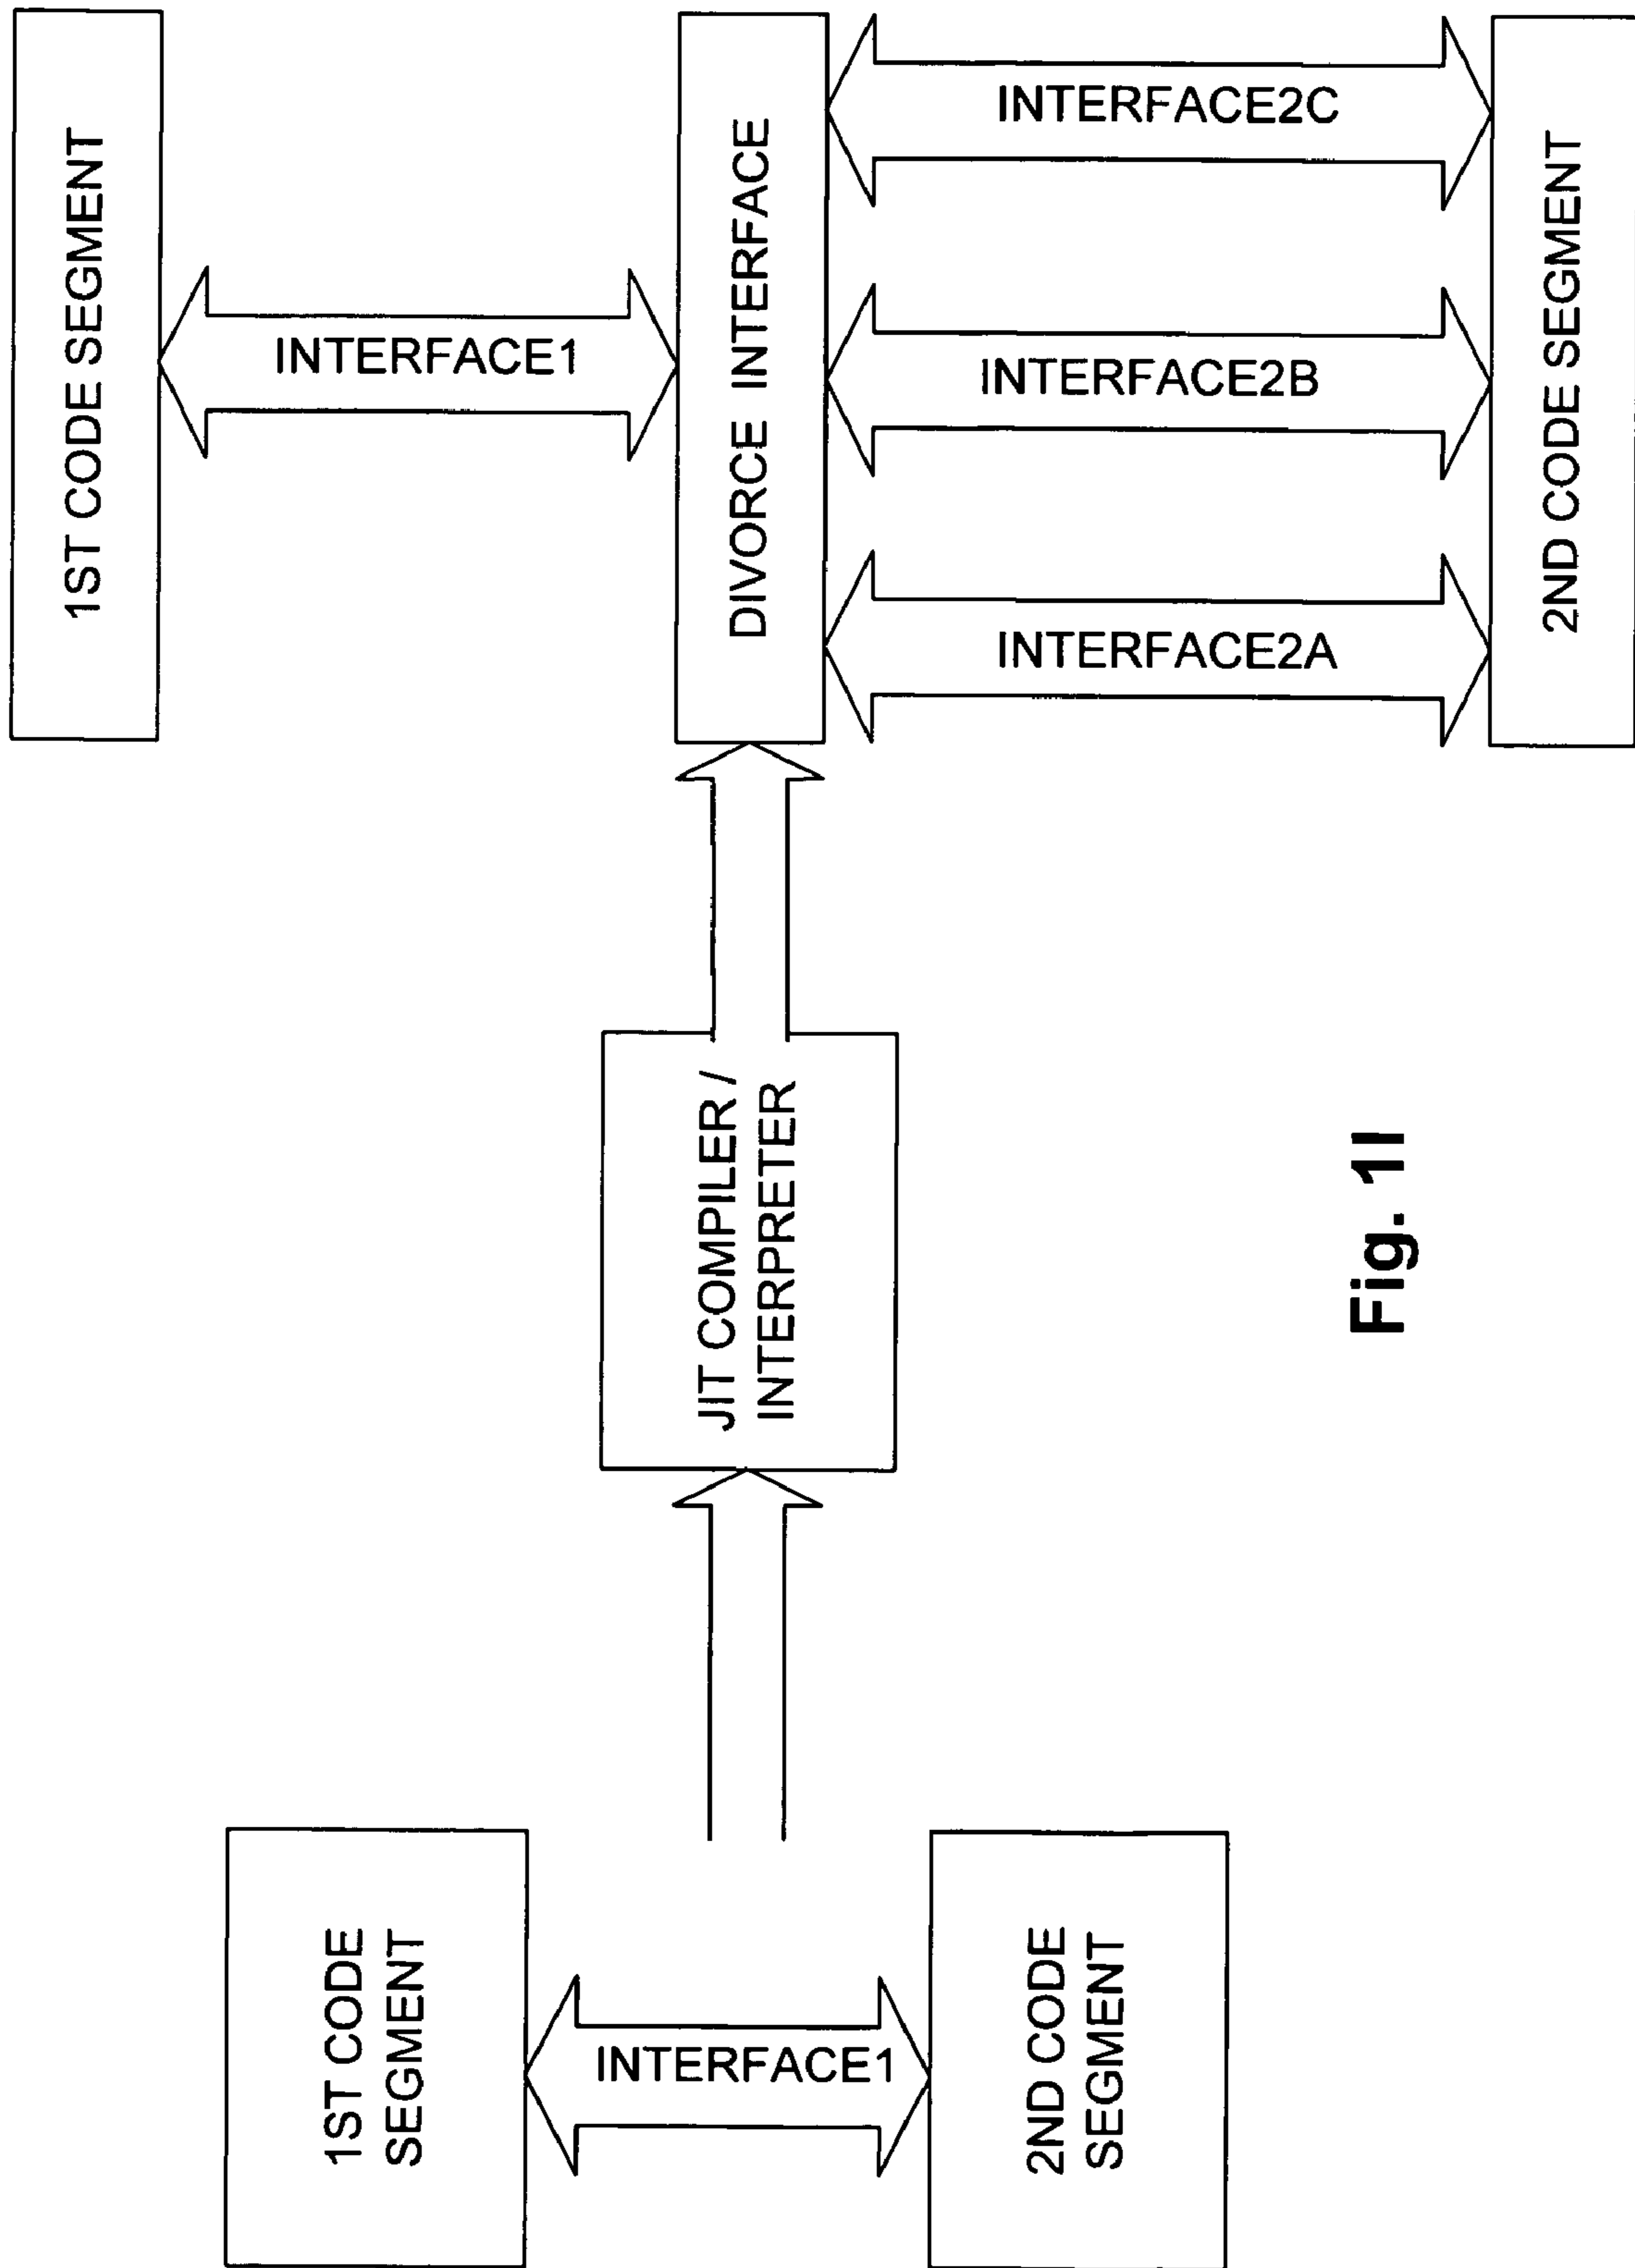 1ST CODE
SEGMENT
INTERFACE1
2ND CODE
SEGMENT
JIT COMPILER /
INTERPRETER
1ST CODE SEGMENT
INTERFACE1
DIVORCE INTERFACE
INTERFACE2A
INTERFACE2B
INTERFACE2C
2ND CODE SEGMENT
Fig. 1I